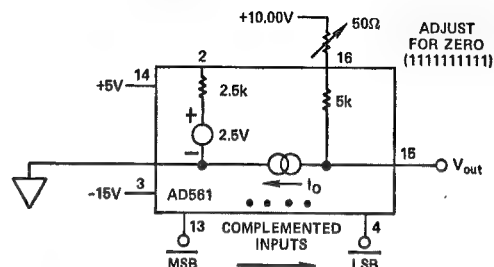 +10.00V
50Ω
ADJUST
FOR ZERO
(1111111111)
2
16
14
+5V
2.5k
5k
+
2.5V
−
15
Vout
IO
3
-15V
AD561
13
COMPLEMENTED
INPUTS
4
MSB
LSB